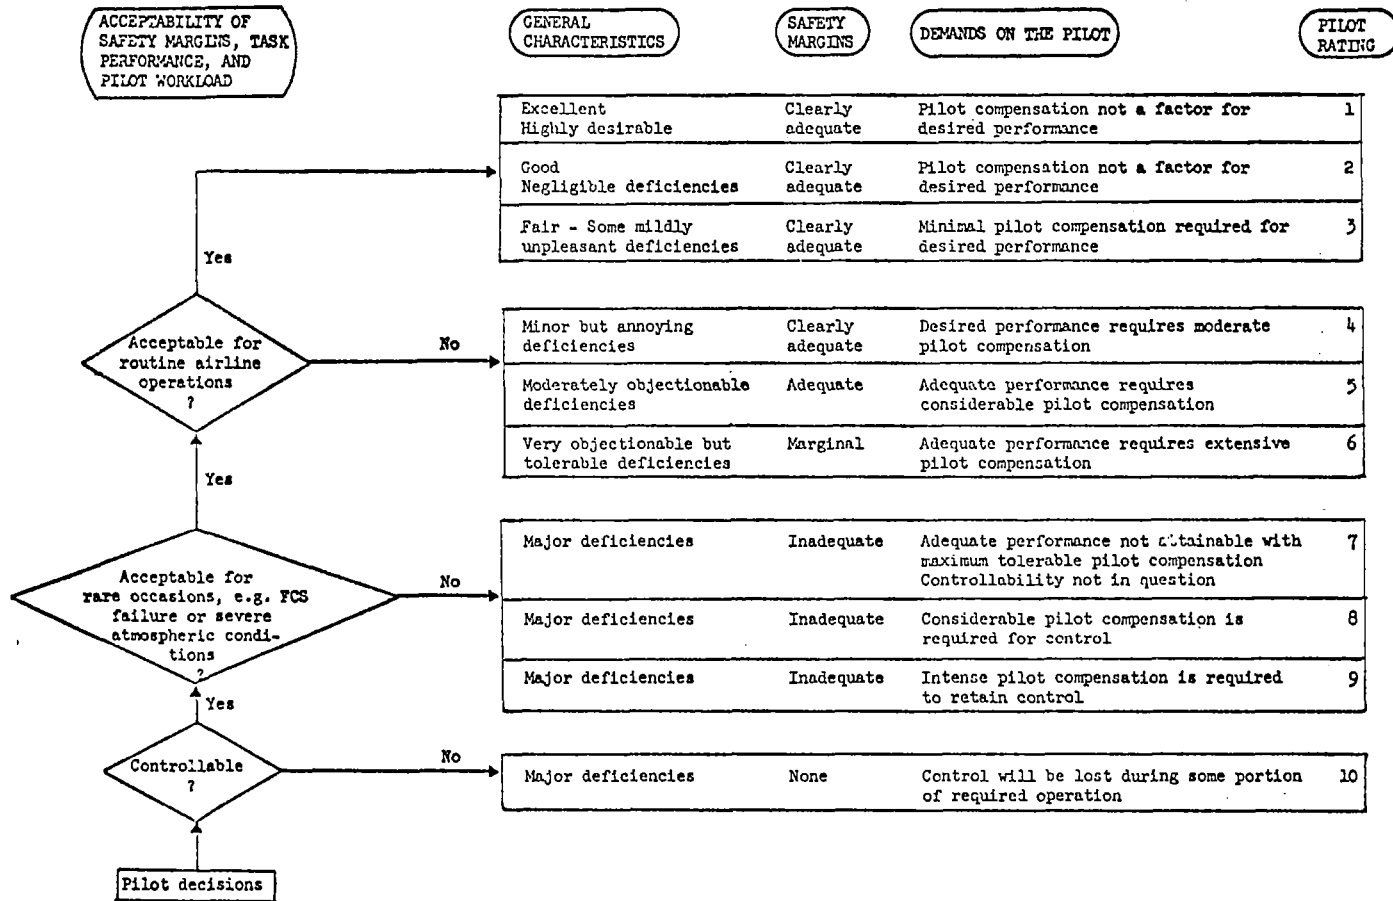 ACCEPTABILITY OF
SAFETY MARGINS, TASK
PERFORMANCE, AND
PILOT WORKLOAD
GENERAL
CHARACTERISTICS
SAFETY
MARGINS
DEMANDS ON THE PILOT
PILOT
RATING
Excellent
Highly desirable
Clearly
adequate
Pilot compensation not a factor for
desired performance
1
Good
Negligible deficiencies
Clearly
adequate
Pilot compensation not a factor for
desired performance
2
Fair - Some mildly
unpleasant deficiencies
Clearly
adequate
Minimal pilot compensation required for
desired performance
3
Yes
Acceptable for
routine airline
operations
?
No
Minor but annoying
deficiencies
Clearly
adequate
Desired performance requires moderate
pilot compensation
4
Moderately objectionable
deficiencies
Adequate
Adequate performance requires
considerable pilot compensation
5
Very objectionable but
tolerable deficiencies
Marginal
Adequate performance requires extensive
pilot compensation
6
Yes
Acceptable for
rare occasions, e.g. FCS
failure or severe
atmospheric condi-
tions
?
No
Major deficiencies
Inadequate
Adequate performance not attainable with
maximum tolerable pilot compensation
Controllability not in question
7
Major deficiencies
Inadequate
Considerable pilot compensation is
required for control
8
Major deficiencies
Inadequate
Intense pilot compensation is required
to retain control
9
Yes
Controllable
?
No
Major deficiencies
None
Control will be lost during some portion
of required operation
10
Pilot decisions